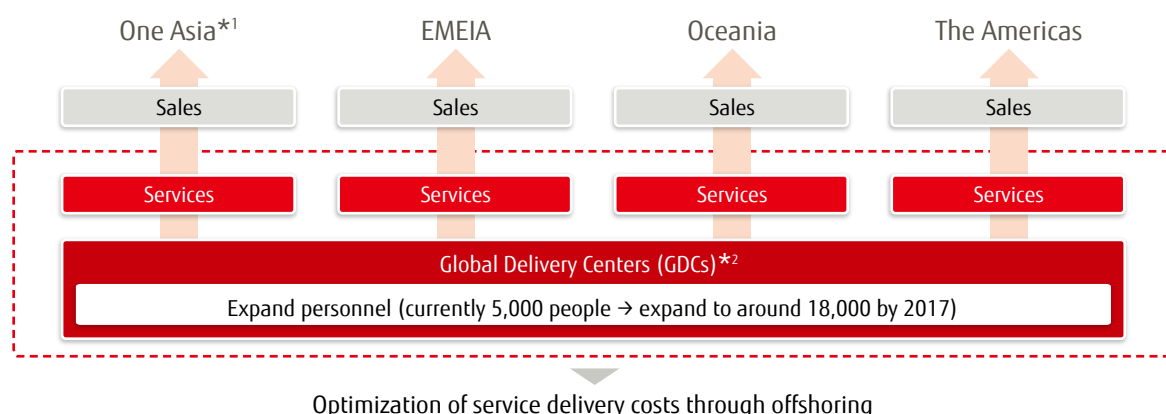 One Asia*1 EMEIA Oceania The Americas
Sales Sales Sales Sales
Services Services Services Services
Global Delivery Centers (GDCs)*2
Expand personnel (currently 5,000 people → expand to around 18,000 by 2017)
Optimization of service delivery costs through offshoring